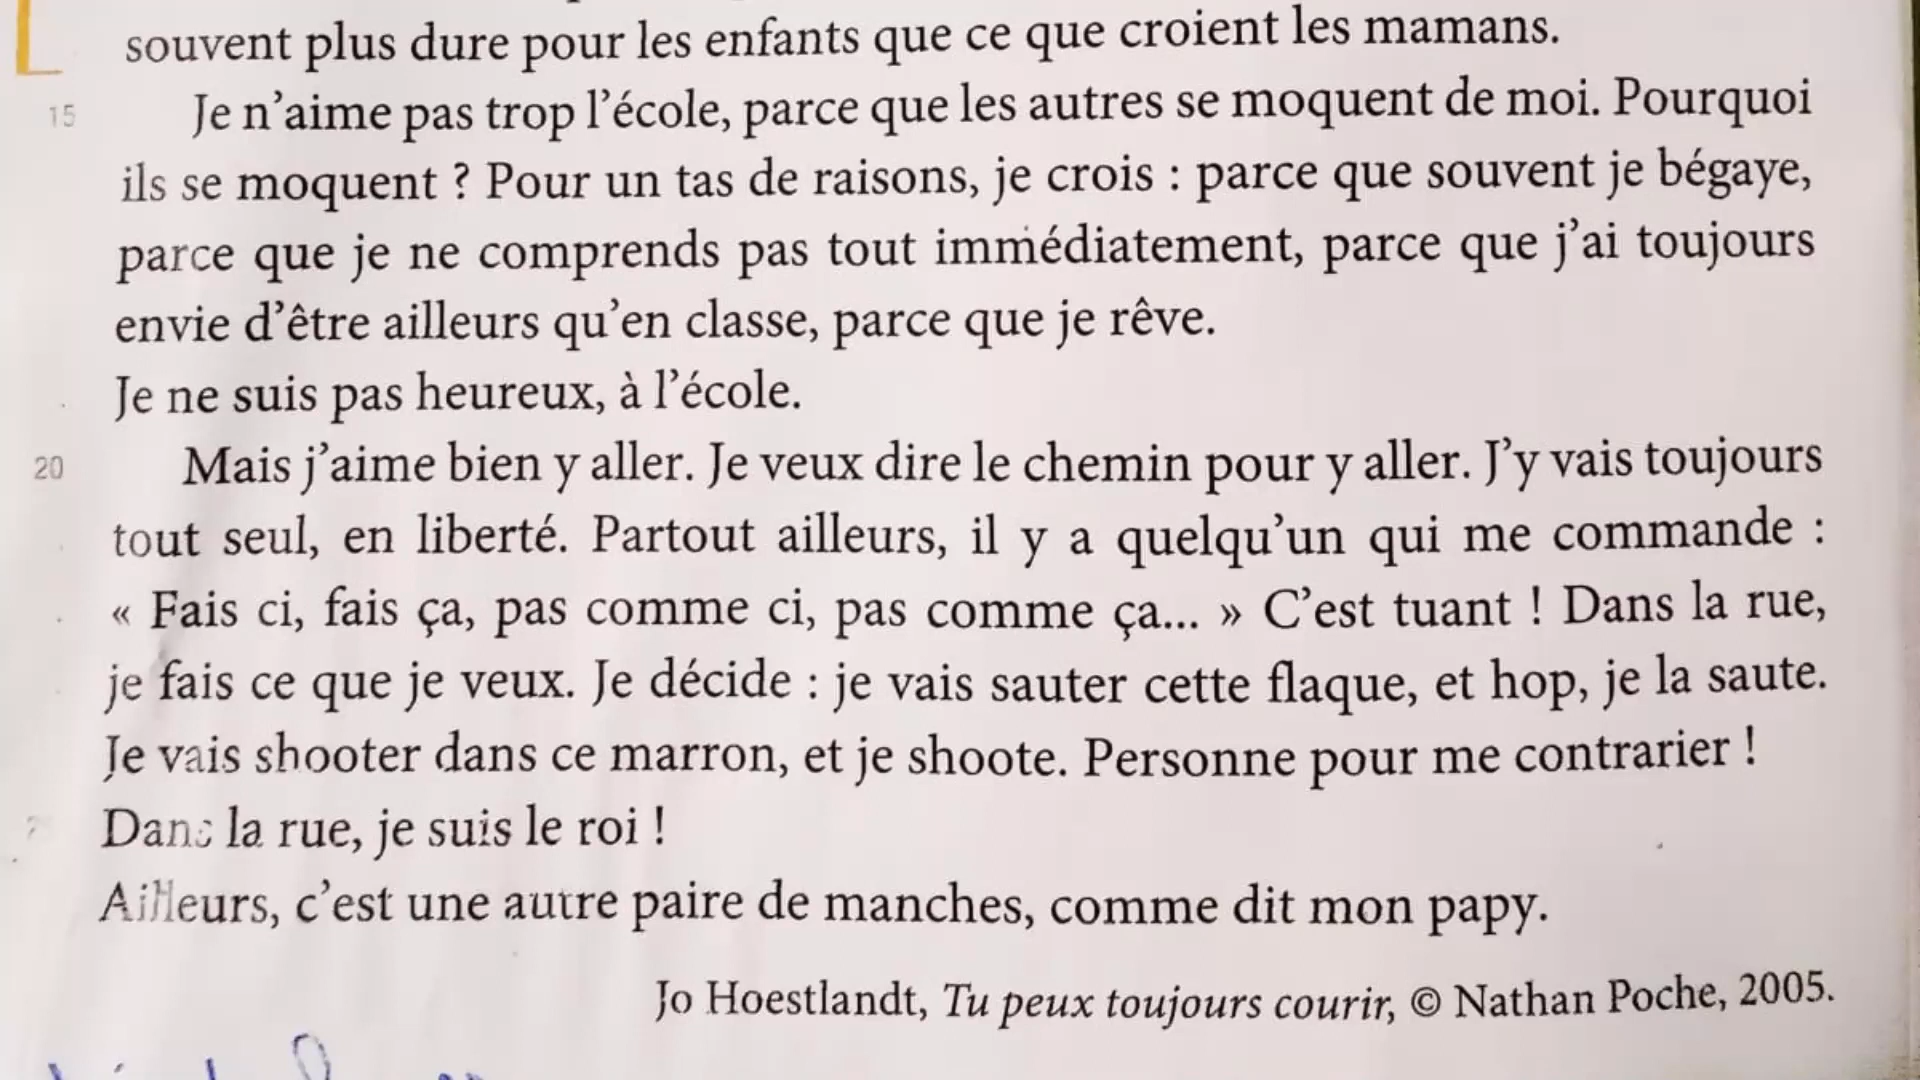 souvent plus dure pour les enfants que ce que croient les mamans.
15 Je n'aime pas trop l'école, parce que les autres se moquent de moi. Pourquoi
ils se moquent ? Pour un tas de raisons, je crois : parce que souvent je bégaye,
parce que je ne comprends pas tout immédiatement, parce que j'ai toujours
envie d'être ailleurs qu'en classe, parce que je rêve.
Je ne suis pas heureux, à l'école.
20 Mais j'aime bien y aller. Je veux dire le chemin pour y aller. J'y vais toujours
tout seul, en liberté. Partout ailleurs, il y a quelqu'un qui me commande :
« Fais ci, fais ça, pas comme ci, pas comme ça... » C'est tuant ! Dans la rue,
je fais ce que je veux. Je décide : je vais sauter cette flaque, et hop, je la saute.
Je vais shooter dans ce marron, et je shoote. Personne pour me contrarier !
Dans la rue, je suis le roi !
Ailleurs, c'est une autre paire de manches, comme dit mon papy.
Jo Hoestlandt, Tu peux toujours courir, © Nathan Poche, 2005.